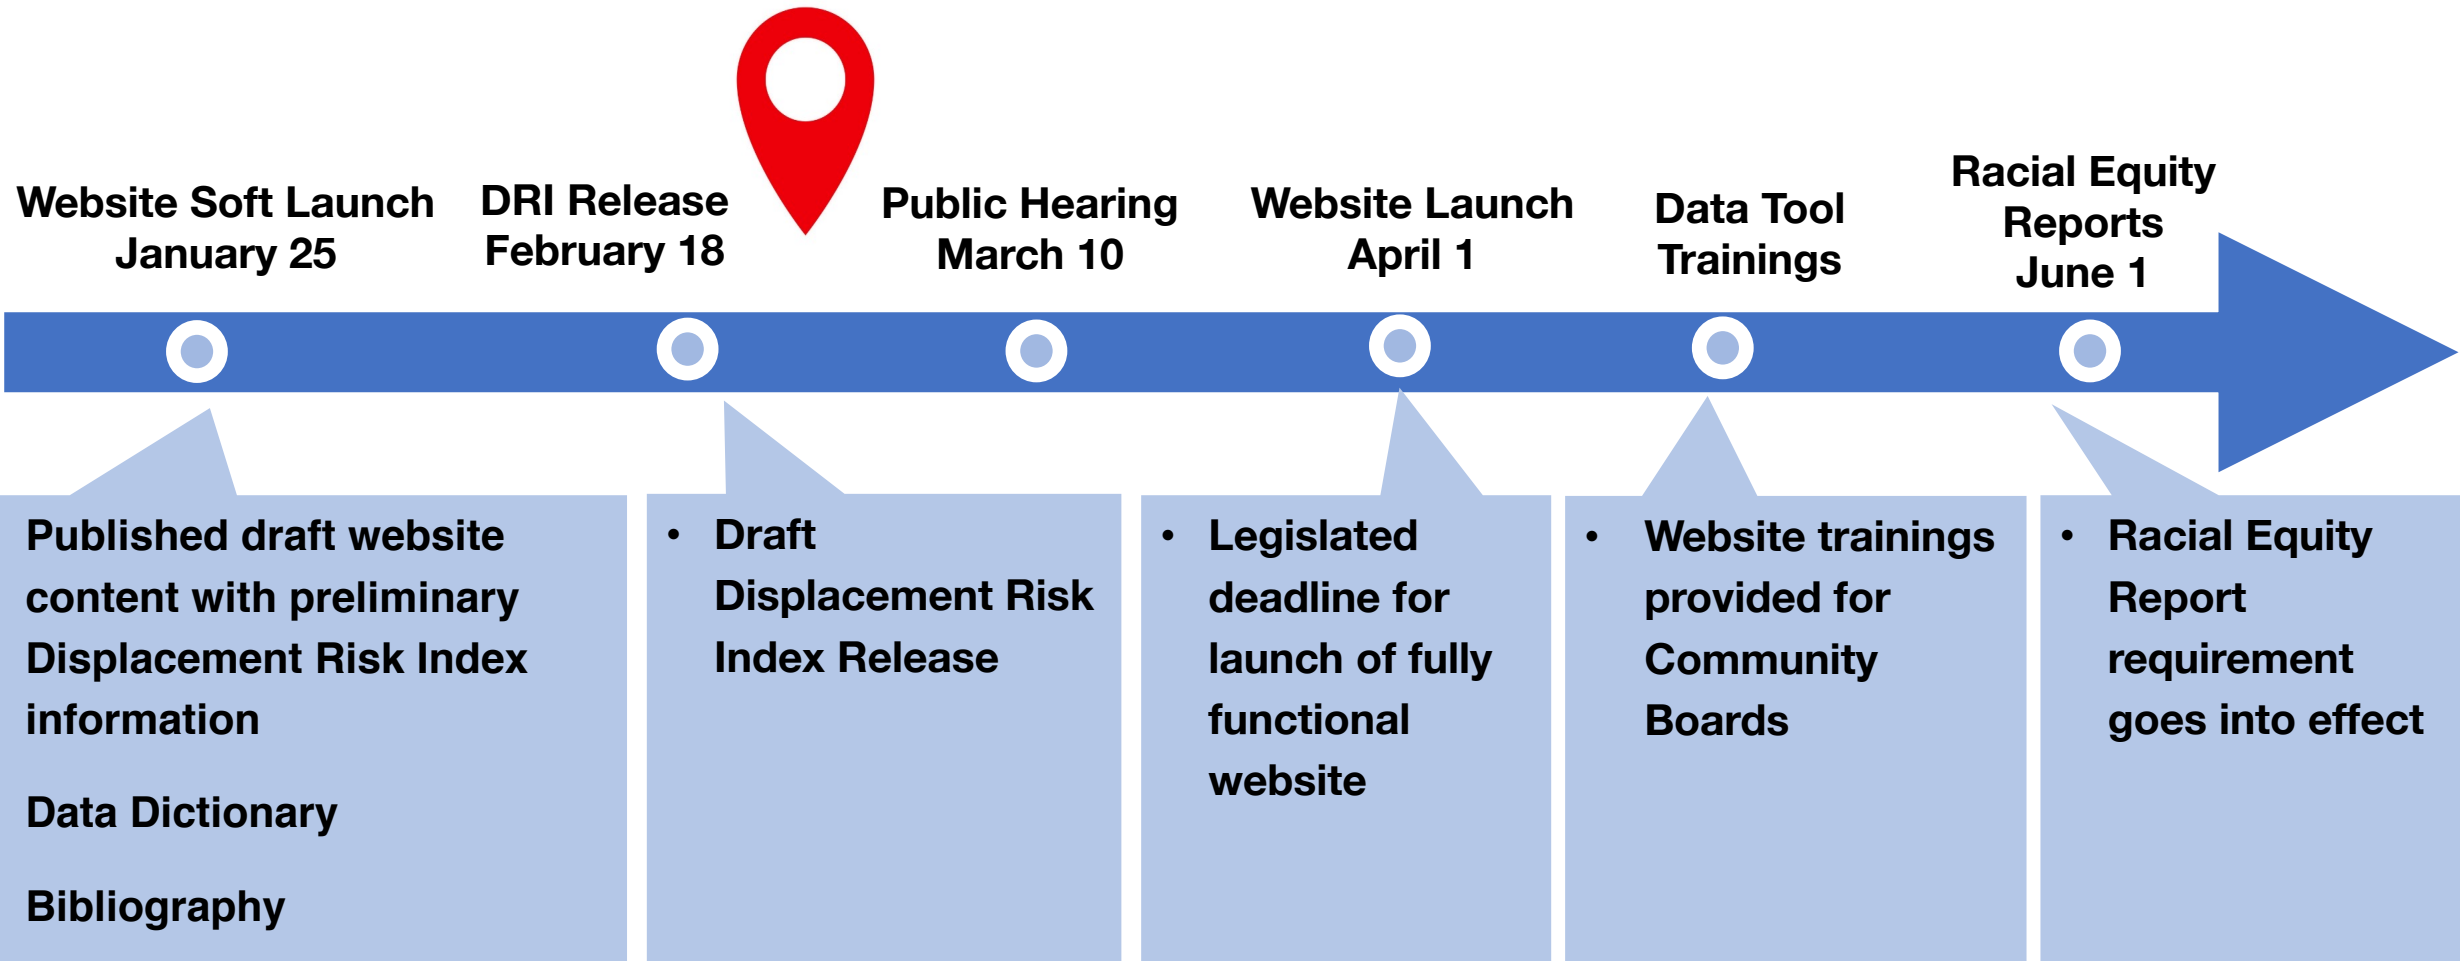 Website Soft Launch
January 25
DRI Release
February 18
Public Hearing
March 10
Website Launch
April 1
Data Tool
Trainings
Racial Equity
Reports
June 1
Published draft website
content with preliminary
Displacement Risk Index
information
Data Dictionary
Bibliography
• Draft
Displacement Risk
Index Release
• Legislated
deadline for
launch of fully
functional
website
• Website trainings
provided for
Community
Boards
• Racial Equity
Report
requirement
goes into effect